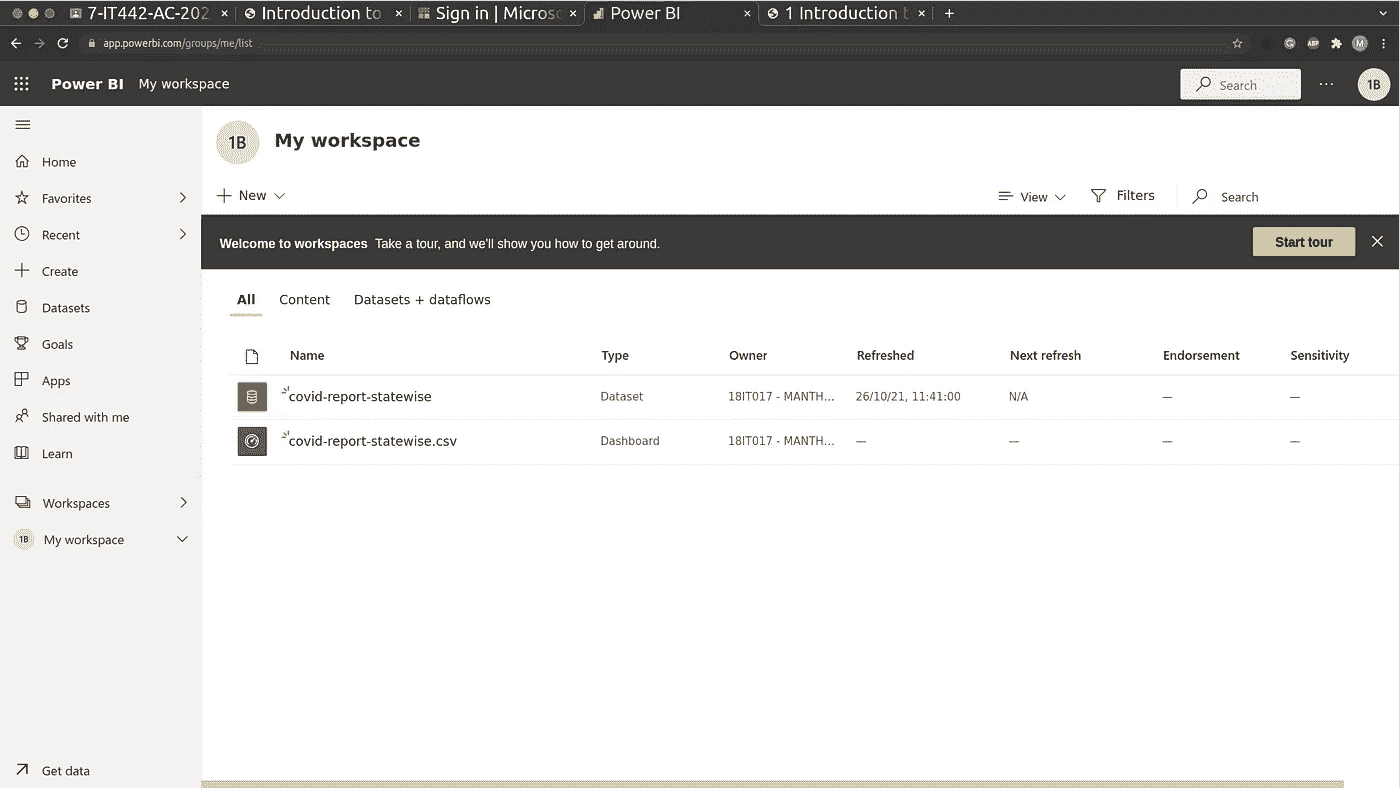 7-IT442-AC-202
Introduction to
Sign in | Microso
Power BI
1 Introduction t
app.powerbi.com/groups/me/list
ABP
M
Power BI My workspace
Search
1B
1B My workspace
Home
New
View
Filters
Search
Favorites
Recent
Welcome to workspaces Take a tour, and we'll show you how to get around.
Start tour
Create
All Content Datasets + dataflows
Datasets
Goals
Name Type Owner Refreshed Next refresh Endorsement Sensitivity
Apps
covid-report-statewise Dataset 18IT017 - MANTH... 26/10/21, 11:41:00 N/A — —
Shared with me
covid-report-statewise.csv Dashboard 18IT017 - MANTH... — — — —
Learn
Workspaces
1B My workspace
Get data